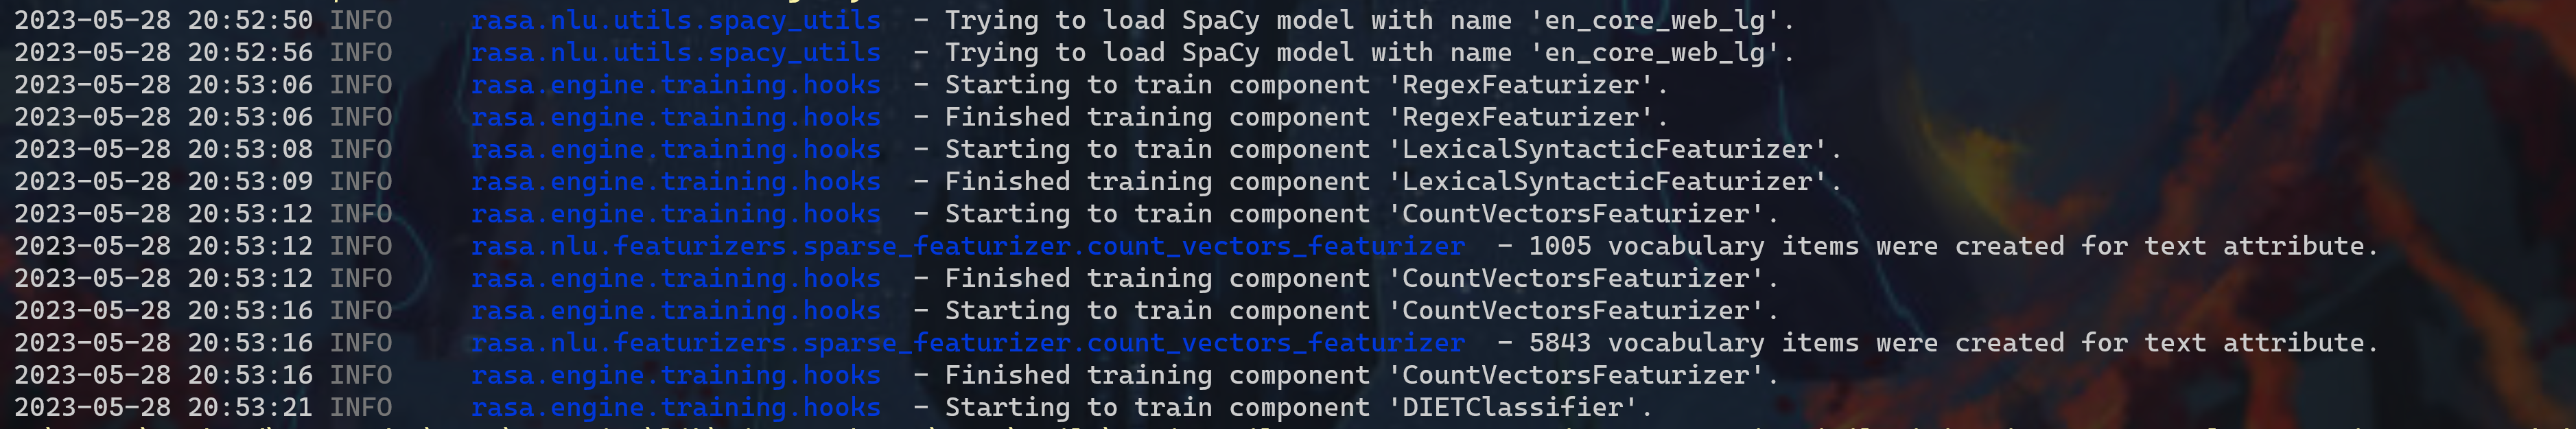 2023-05-28 20:52:50 INFO     rasa.nlu.utils.spacy_utils  - Trying to load SpaCy model with name 'en_core_web_lg'.
2023-05-28 20:52:56 INFO     rasa.nlu.utils.spacy_utils  - Trying to load SpaCy model with name 'en_core_web_lg'.
2023-05-28 20:53:06 INFO     rasa.engine.training.hooks  - Starting to train component 'RegexFeaturizer'.
2023-05-28 20:53:06 INFO     rasa.engine.training.hooks  - Finished training component 'RegexFeaturizer'.
2023-05-28 20:53:08 INFO     rasa.engine.training.hooks  - Starting to train component 'LexicalSyntacticFeaturizer'.
2023-05-28 20:53:09 INFO     rasa.engine.training.hooks  - Finished training component 'LexicalSyntacticFeaturizer'.
2023-05-28 20:53:12 INFO     rasa.engine.training.hooks  - Starting to train component 'CountVectorsFeaturizer'.
2023-05-28 20:53:12 INFO     rasa.nlu.featurizers.sparse_featurizer.count_vectors_featurizer  - 1005 vocabulary items were created for text attribute.
2023-05-28 20:53:12 INFO     rasa.engine.training.hooks  - Finished training component 'CountVectorsFeaturizer'.
2023-05-28 20:53:16 INFO     rasa.engine.training.hooks  - Starting to train component 'CountVectorsFeaturizer'.
2023-05-28 20:53:16 INFO     rasa.nlu.featurizers.sparse_featurizer.count_vectors_featurizer  - 5843 vocabulary items were created for text attribute.
2023-05-28 20:53:16 INFO     rasa.engine.training.hooks  - Finished training component 'CountVectorsFeaturizer'.
2023-05-28 20:53:21 INFO     rasa.engine.training.hooks  - Starting to train component 'DIETClassifier'.